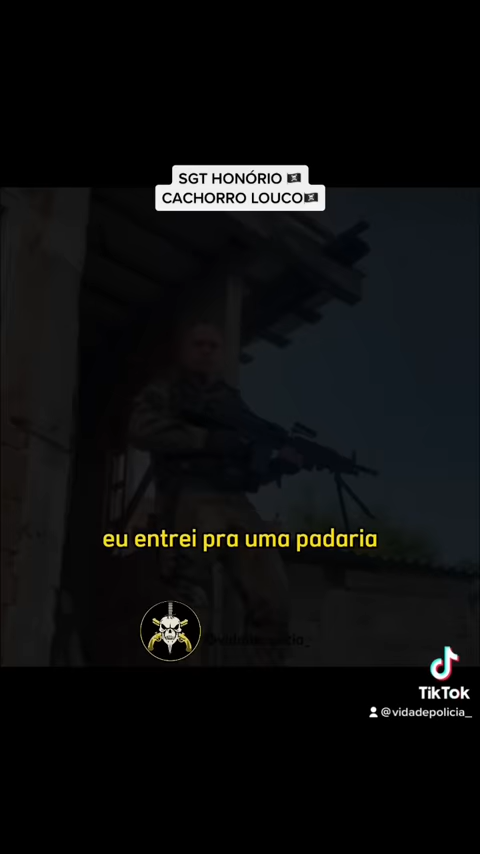 SGT HONÓRIO 🏴‍☠️
CACHORRO LOUCO🏴‍☠️
eu entrei pra uma padaria
TikTok
@vidadepolicia_